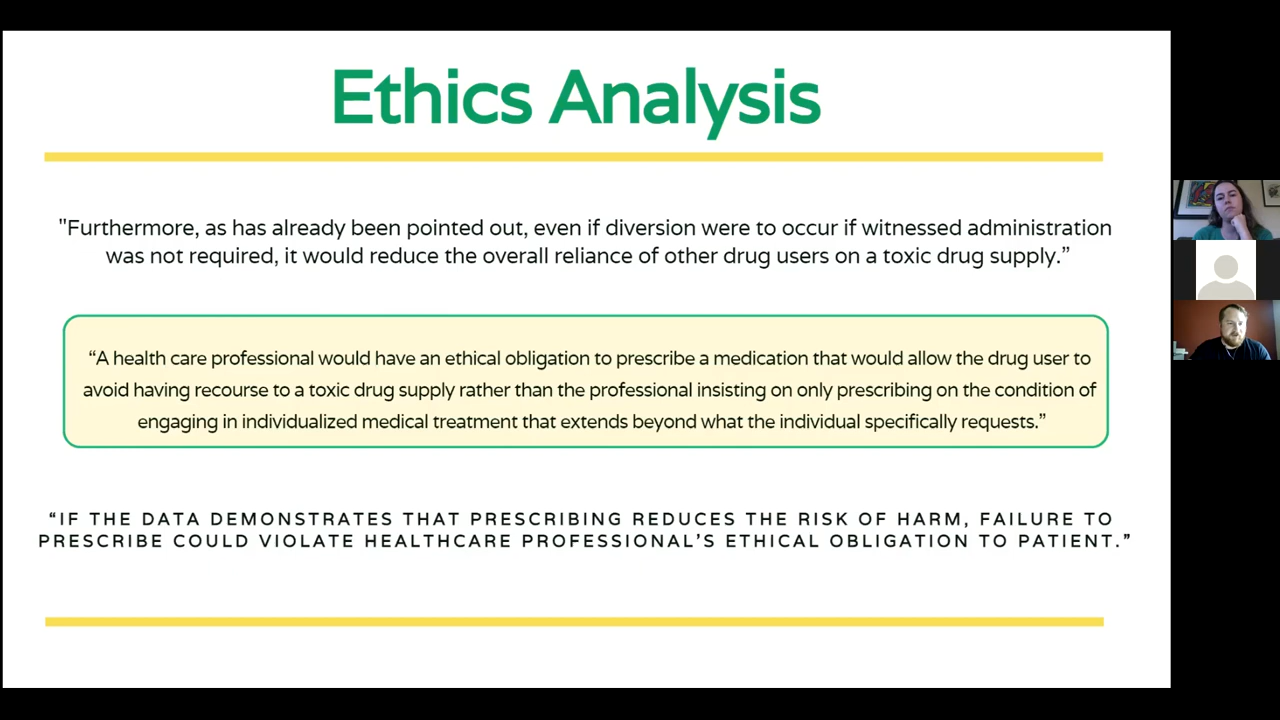 Ethics Analysis
"Furthermore, as has already been pointed out, even if diversion were to occur if witnessed administration
was not required, it would reduce the overall reliance of other drug users on a toxic drug supply.”
“A health care professional would have an ethical obligation to prescribe a medication that would allow the drug user to
avoid having recourse to a toxic drug supply rather than the professional insisting on only prescribing on the condition of
engaging in individualized medical treatment that extends beyond what the individual specifically requests.”
“IF THE DATA DEMONSTRATES THAT PRESCRIBING REDUCES THE RISK OF HARM, FAILURE TO
PRESCRIBE COULD VIOLATE HEALTHCARE PROFESSIONAL’S ETHICAL OBLIGATION TO PATIENT.”